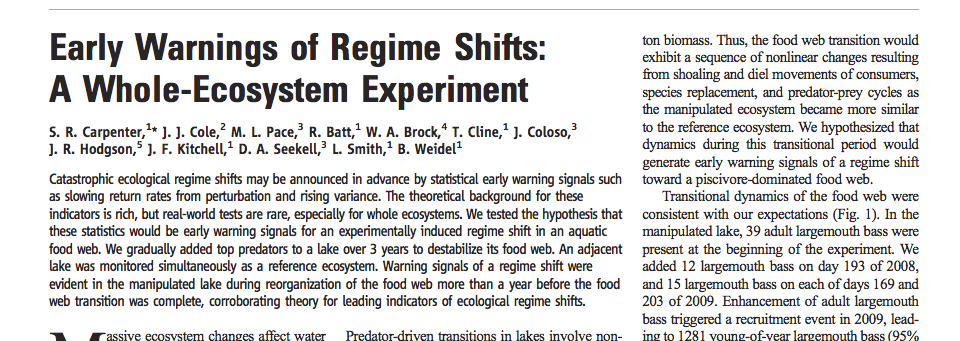 Early Warnings of Regime Shifts:
A Whole-Ecosystem Experiment
S. R. Carpenter,¹* J. J. Cole,² M. L. Pace,³ R. Batt,¹ W. A. Brock,⁴ T. Cline,¹ J. Coloso,³
J. R. Hodgson,⁵ J. F. Kitchell,¹ D. A. Seekell,³ L. Smith,¹ B. Weidel¹
Catastrophic ecological regime shifts may be announced in advance by statistical early warning signals such
as slowing return rates from perturbation and rising variance. The theoretical background for these
indicators is rich, but real-world tests are rare, especially for whole ecosystems. We tested the hypothesis that
these statistics would be early warning signals for an experimentally induced regime shift in an aquatic
food web. We gradually added top predators to a lake over 3 years to destabilize its food web. An adjacent
lake was monitored simultaneously as a reference ecosystem. Warning signals of a regime shift were
evident in the manipulated lake during reorganization of the food web more than a year before the food
web transition was complete, corroborating theory for leading indicators of ecological regime shifts.
Massive ecosystem changes affect water
Predator-driven transitions in lakes involve non-
ton biomass. Thus, the food web transition would
exhibit a sequence of nonlinear changes resulting
from shoaling and diel movements of consumers,
species replacement, and predator-prey cycles as
the manipulated ecosystem became more similar
to the reference ecosystem. We hypothesized that
dynamics during this transitional period would
generate early warning signals of a regime shift
toward a piscivore-dominated food web.
Transitional dynamics of the food web were
consistent with our expectations (Fig. 1). In the
manipulated lake, 39 adult largemouth bass were
present at the beginning of the experiment. We
added 12 largemouth bass on day 193 of 2008,
and 15 largemouth bass on each of days 169 and
203 of 2009. Enhancement of adult largemouth
bass triggered a recruitment event in 2009, lead-
ing to 1281 young-of-year largemouth bass (95%